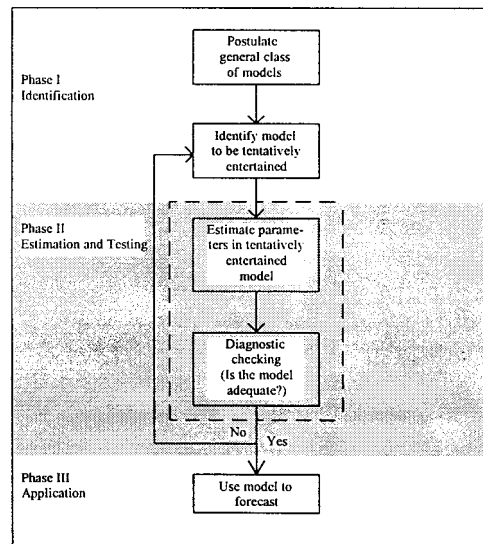 Postulate
general class
of models
Phase I
Identification
Identify model
to be tentatively
entertained
Phase II
Estimation and Testing
Estimate parame-
ters in tentatively
entertained
model
Diagnostic
checking
(Is the model
adequate?)
No
Yes
Phase III
Application
Use model to
forecast